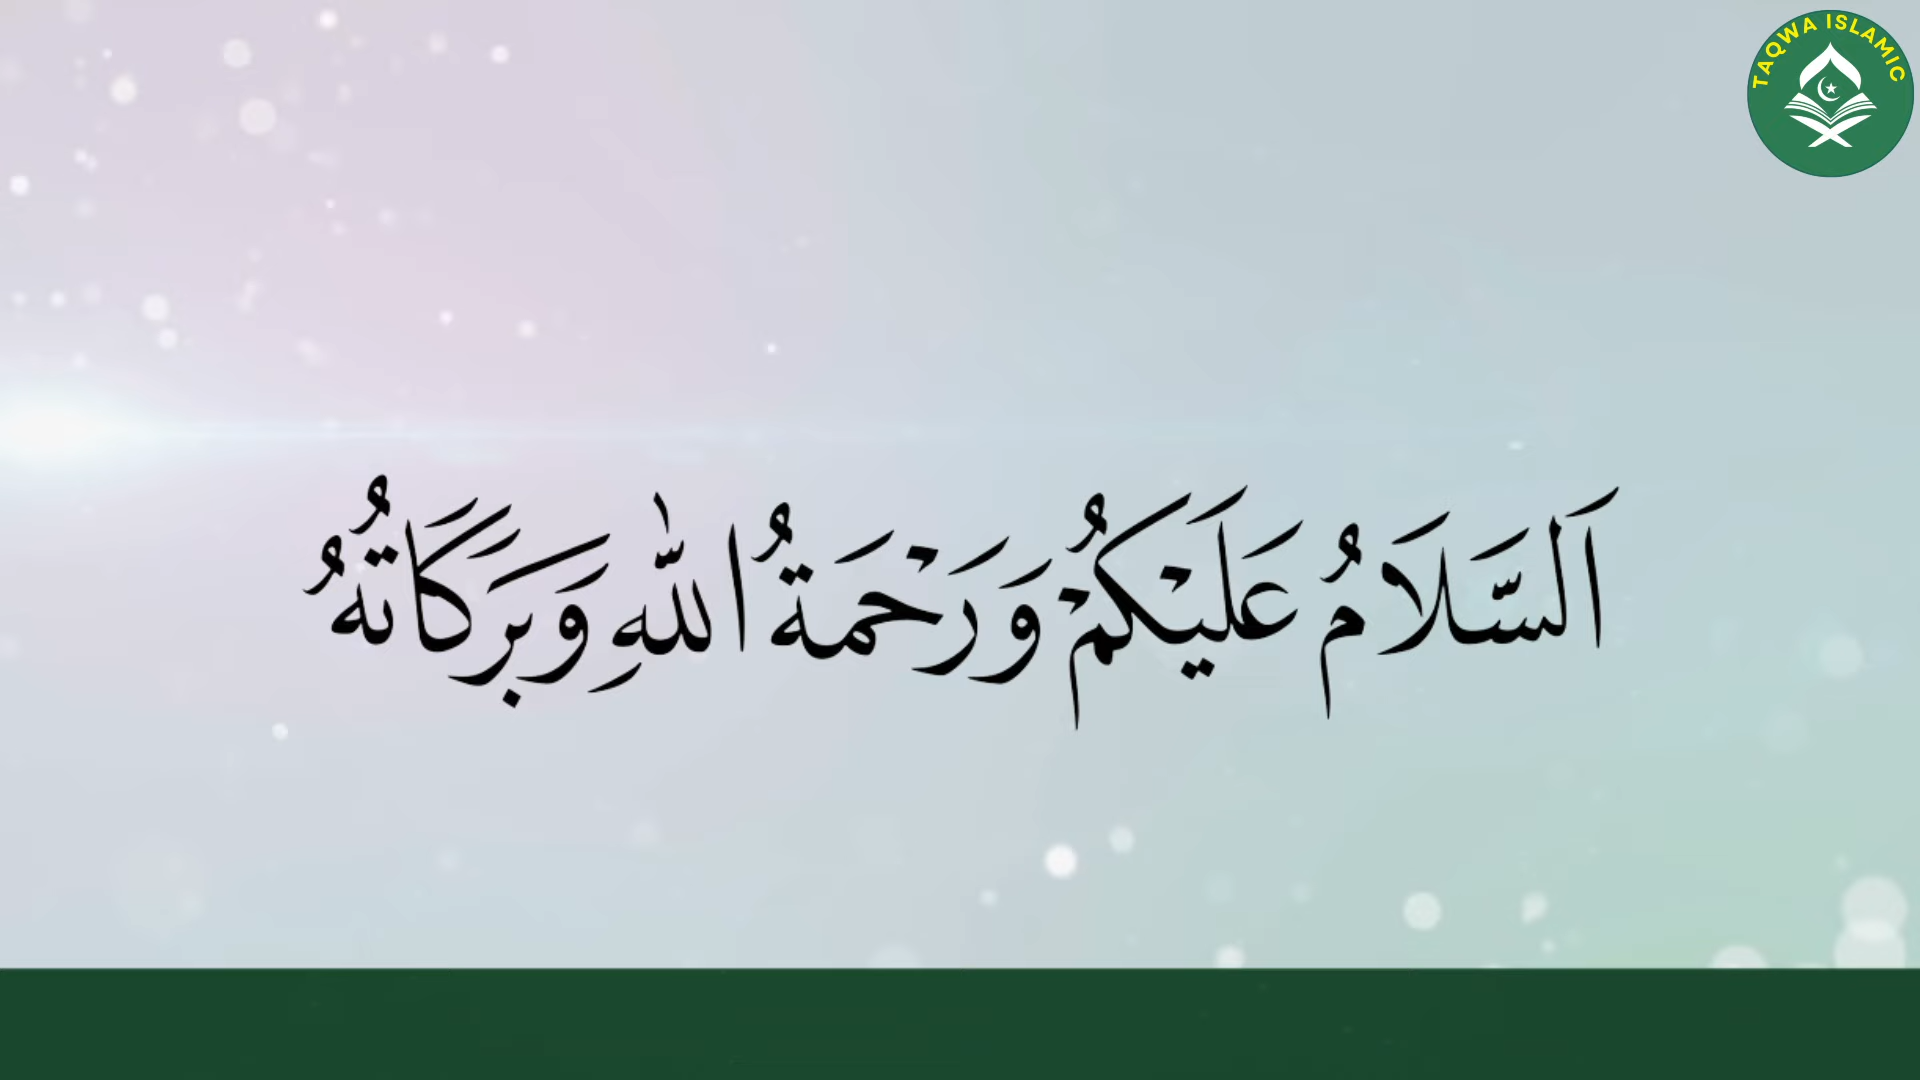 TAQWA ISLAMIC
اَلسَّلَامُ عَلَيْكُمْ وَرَحْمَةُ اللّٰهِ وَبَرَكَاتُهُ